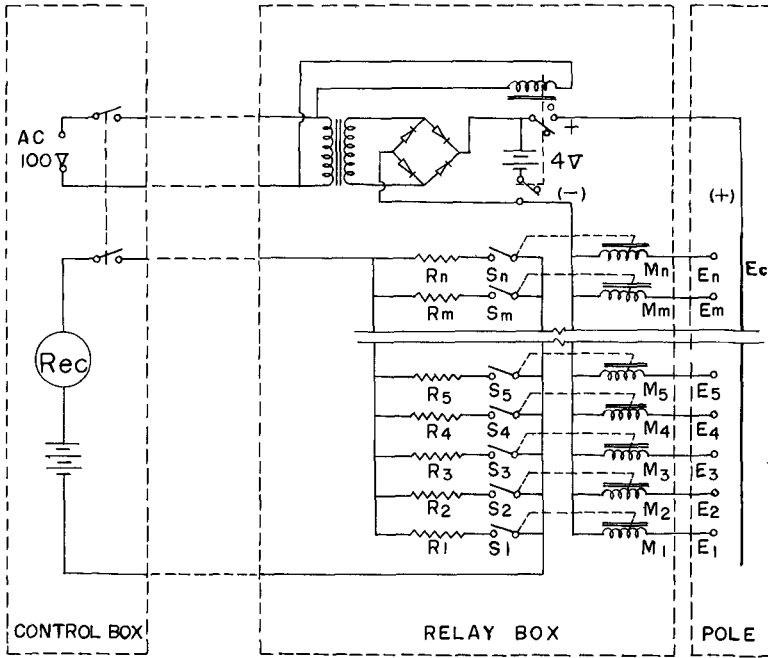 AC
100V
+
4V
(-)
(+)
Ec
Rn Sn Mn En
Rm Sm Mm Em
Rec
R5 S5 M5 E5
R4 S4 M4 E4
R3 S3 M3 E3
R2 S2 M2 E2
R1 S1 M1 E1
CONTROL BOX
RELAY BOX
POLE